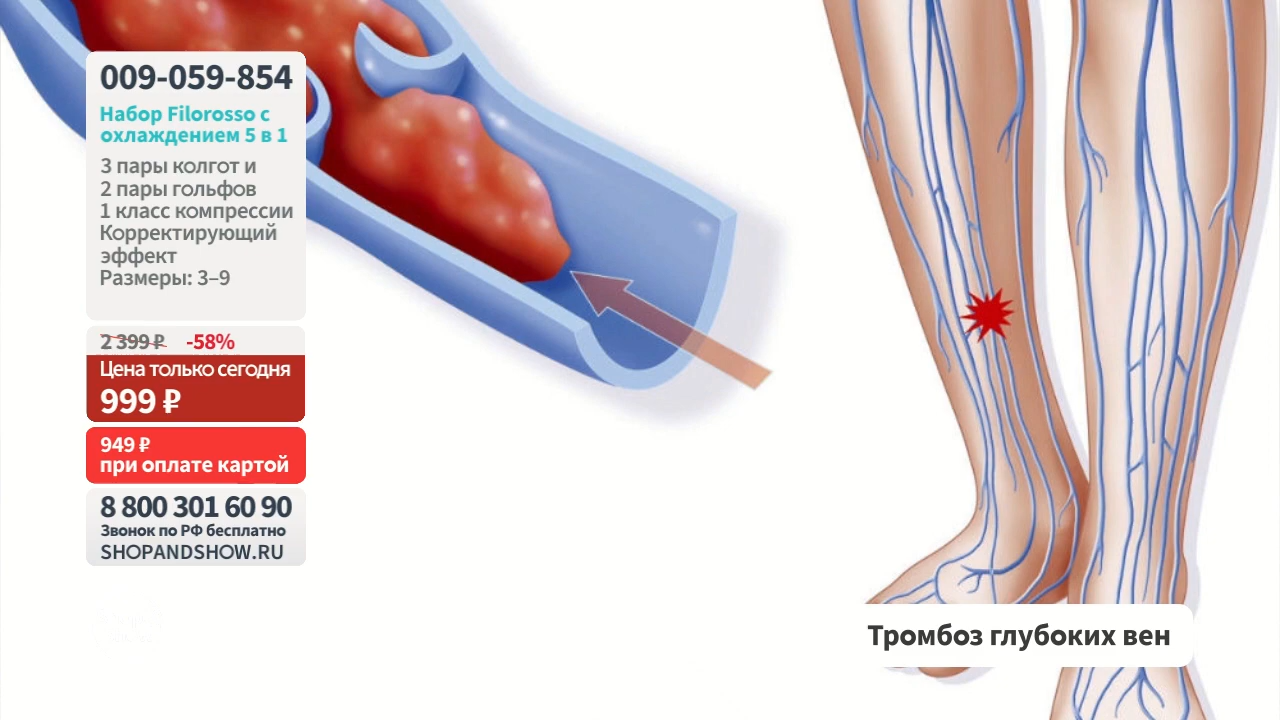 009-059-854
Набор Filorosso с
охлаждением 5 в 1
3 пары колгот и
2 пары гольфов
1 класс компрессии
Корректирующий
эффект
Размеры: 3–9
2 399 ₽ -58%
Цена только сегодня
999 ₽
949 ₽
при оплате картой
8 800 301 60 90
Звонок по РФ бесплатно
SHOPANDSHOW.RU
Тромбоз глубоких вен